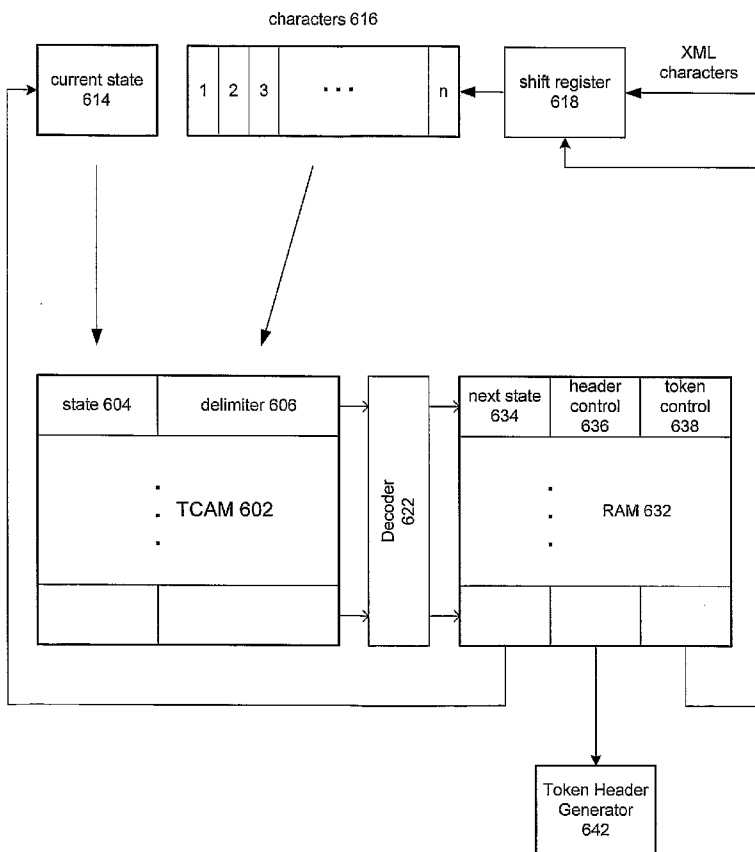 characters 616
current state
614
1 2 3 ... n
shift register
618
XML
characters
state 604
delimiter 606
TCAM 602
Decoder
622
next state
634
header
control
636
token
control
638
RAM 632
Token Header
Generator
642